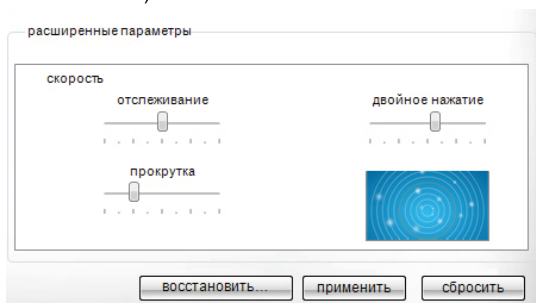 расширенные параметры
скорость
отслеживание
двойное нажатие
прокрутка
восстановить...
применить
сбросить